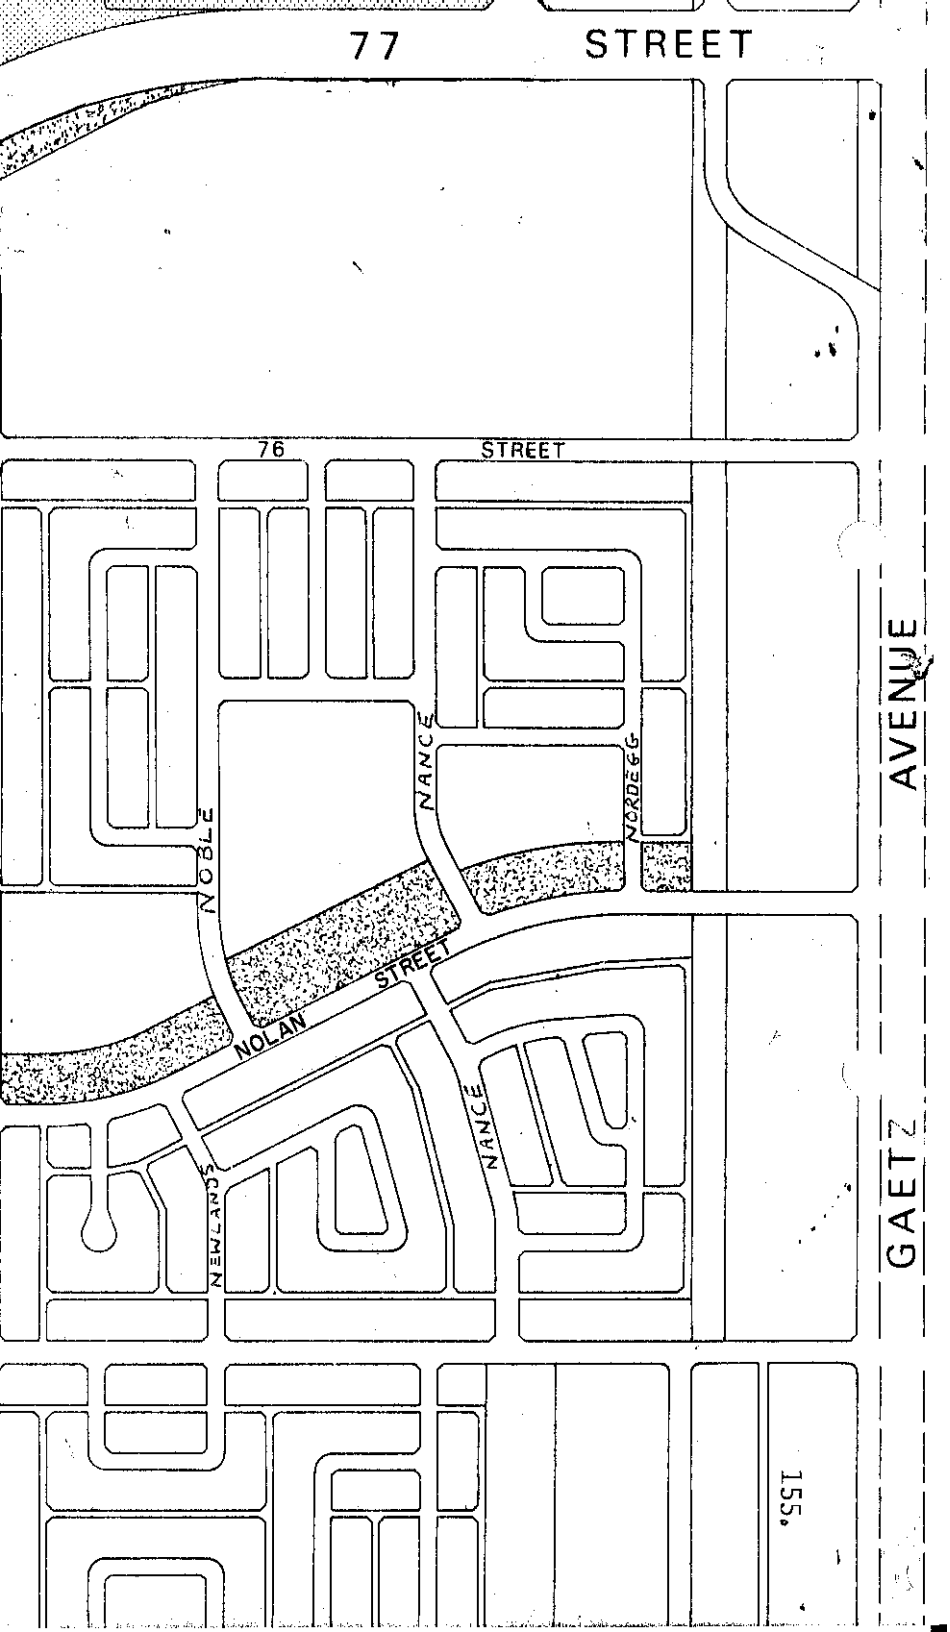 77 STREET
76 STREET
AVENUE
NANCE
NORDEGG
NOBLE
STREET
NOLAN
NANCE
GAETZ
NEWLANDS
155.